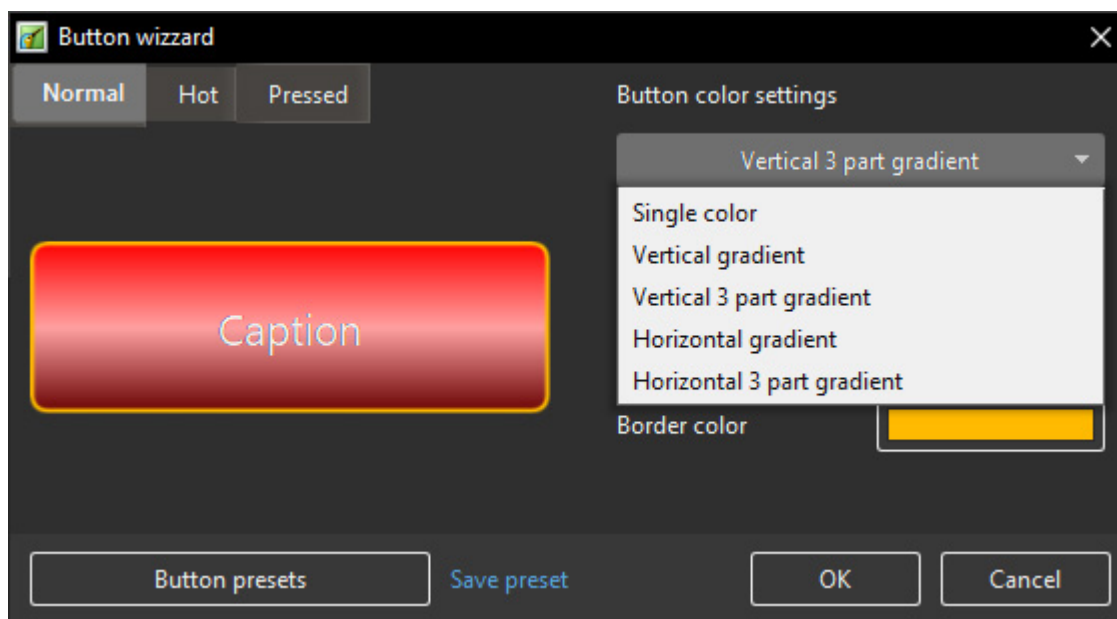 Button wizzard
Normal Hot Pressed
Button color settings
Vertical 3 part gradient
Single color
Vertical gradient
Vertical 3 part gradient
Horizontal gradient
Horizontal 3 part gradient
Caption
Border color
Button presets Save preset OK Cancel